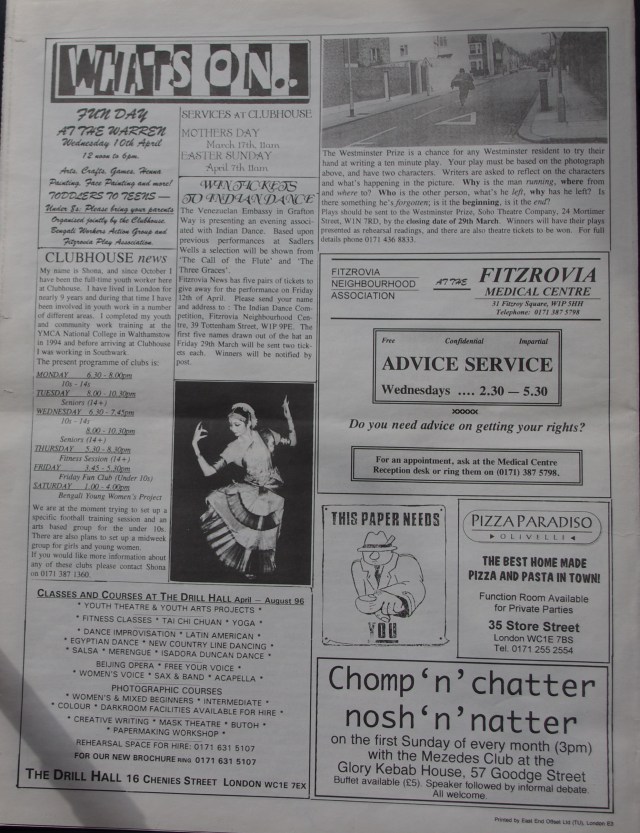 WHATS ON..
FUN DAY
AT THE WARREN
Wednesday 10th April
12 noon to 6pm.
Arts, Crafts, Games, Henna
Painting, Face Painting and more!
TODDLERS TO TEENS —
Under 8s: Please bring your parents
Organised jointly by the Clubhouse,
Bengali Workers Action Group and
Fitzrovia Play Association.
CLUBHOUSE news
My name is Shona, and since October I
have been the full-time youth worker here
at Clubhouse. I have lived in London for
nearly 9 years and during that time I have
been involved in youth work in a number
of different areas. I completed my youth
and community work training at the
YMCA National College in Walthamstow
in 1994 and before arriving at Clubhouse
I was working in Southwark.
The present programme of clubs is:
MONDAY 6.30 - 8.00pm
10s - 14s
TUESDAY 8.00 - 10.30pm
Seniors (14+)
WEDNESDAY 6.30 - 7.45pm
10s - 14s
8.00 - 10.30pm
Seniors (14+)
THURSDAY 5.30 - 8.30pm
Fitness Session (14+)
FRIDAY 3.45 - 5.30pm
Friday Fun Club (Under 10s)
SATURDAY 1.00 - 4.00pm
Bengali Young Women's Project
We are at the moment trying to set up a
specific football training session and an
arts based group for the under 10s.
There are also plans to set up a midweek
group for girls and young women.
If you would like more information about
any of these clubs please contact Shona
on 0171 387 1360.
SERVICES AT CLUBHOUSE
MOTHERS DAY
March 17th, 11am
EASTER SUNDAY
April 7th 11am
WIN TICKETS
TO INDIAN DANCE
The Venezuelan Embassy in Grafton
Way is presenting an evening associ-
ated with Indian Dance. Based upon
previous performances at Sadlers
Wells a selection will be shown from
'The Call of the Flute' and 'The
Three Graces'.
Fitzrovia News has five pairs of tickets to
give away for the performance on Friday
12th of April. Please send your name
and address to : The Indian Dance Com-
petition, Fitzrovia Neighbourhood Cen-
tre, 39 Tottenham Street, W1P 9PE. The
first five names drawn out of the hat on
Friday 29th March will be sent two tick-
ets each. Winners will be notified by
post.
The Westminster Prize is a chance for any Westminster resident to try their
hand at writing a ten minute play. Your play must be based on the photograph
above, and have two characters. Writers are asked to reflect on the characters
and what's happening in the picture. Why is the man running, where from
and where to? Who is the other person, what's he left, why has he left? Is
there something he's forgotten; is it the beginning, is it the end?
Plays should be sent to the Westminster Prize, Soho Theatre Company, 24 Mortimer
Street, W1N 7RD, by the closing date of 29th March. Winners will have their plays
presented as rehearsal readings, and there are also theatre tickets to be won. For full
details phone 0171 436 8833.
FITZROVIA
NEIGHBOURHOOD
ASSOCIATION
AT THE
FITZROVIA
MEDICAL CENTRE
31 Fitzroy Square, W1P 3HH
Telephone: 0171 387 5798
Free Confidential Impartial
ADVICE SERVICE
Wednesdays .... 2.30 — 5.30
xxxxxx
Do you need advice on getting your rights?
For an appointment, ask at the Medical Centre
Reception desk or ring them on (0171) 387 5798.
THIS PAPER NEEDS
YOU
PIZZA PARADISO
OLIVELLI
THE BEST HOME MADE
PIZZA AND PASTA IN TOWN!
Function Room Available
for Private Parties
35 Store Street
London WC1E 7BS
Tel. 0171 255 2554
CLASSES AND COURSES AT THE DRILL HALL April – August 96
* YOUTH THEATRE & YOUTH ARTS PROJECTS *
* FITNESS CLASSES * TAI CHI CHUAN * YOGA *
* DANCE IMPROVISATION * LATIN AMERICAN *
* EGYPTIAN DANCE * NEW COUNTRY LINE DANCING *
* SALSA * MERENGUE * ISADORA DUNCAN DANCE *
BEIJING OPERA * FREE YOUR VOICE *
* WOMEN'S VOICE * SAX & BAND * ACAPELLA *
PHOTOGRAPHIC COURSES
* WOMEN'S & MIXED BEGINNERS * INTERMEDIATE *
* COLOUR * DARKROOM FACILITIES AVAILABLE FOR HIRE *
* CREATIVE WRITING * MASK THEATRE * BUTOH *
* PAPERMAKING WORKSHOP *
REHEARSAL SPACE FOR HIRE: 0171 631 5107
FOR OUR NEW BROCHURE RING 0171 631 5107
THE DRILL HALL 16 CHENIES STREET LONDON WC1E 7EX
Chomp 'n' chatter
nosh 'n' natter
on the first Sunday of every month (3pm)
with the Mezedes Club at the
Glory Kebab House, 57 Goodge Street
Buffet available (£5). Speaker followed by informal debate.
All welcome.
Printed by East End Offset Ltd (TU), London E3